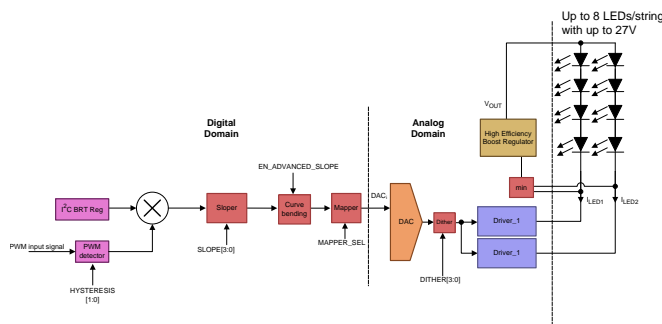 Up to 8 LEDs/string
with up to 27V
VOUT
Digital
Domain
Analog
Domain
High Efficiency
Boost Regulator
EN_ADVANCED_SLOPE
min
ILED1
ILED2
I2C BRT Reg
Sloper
Curve
bending
Mapper
DACi
DAC
Dither
Driver_1
PWM input signal
PWM
detector
SLOPE[3:0]
MAPPER_SEL
Driver_1
DITHER[3:0]
HYSTERESIS
[1:0]